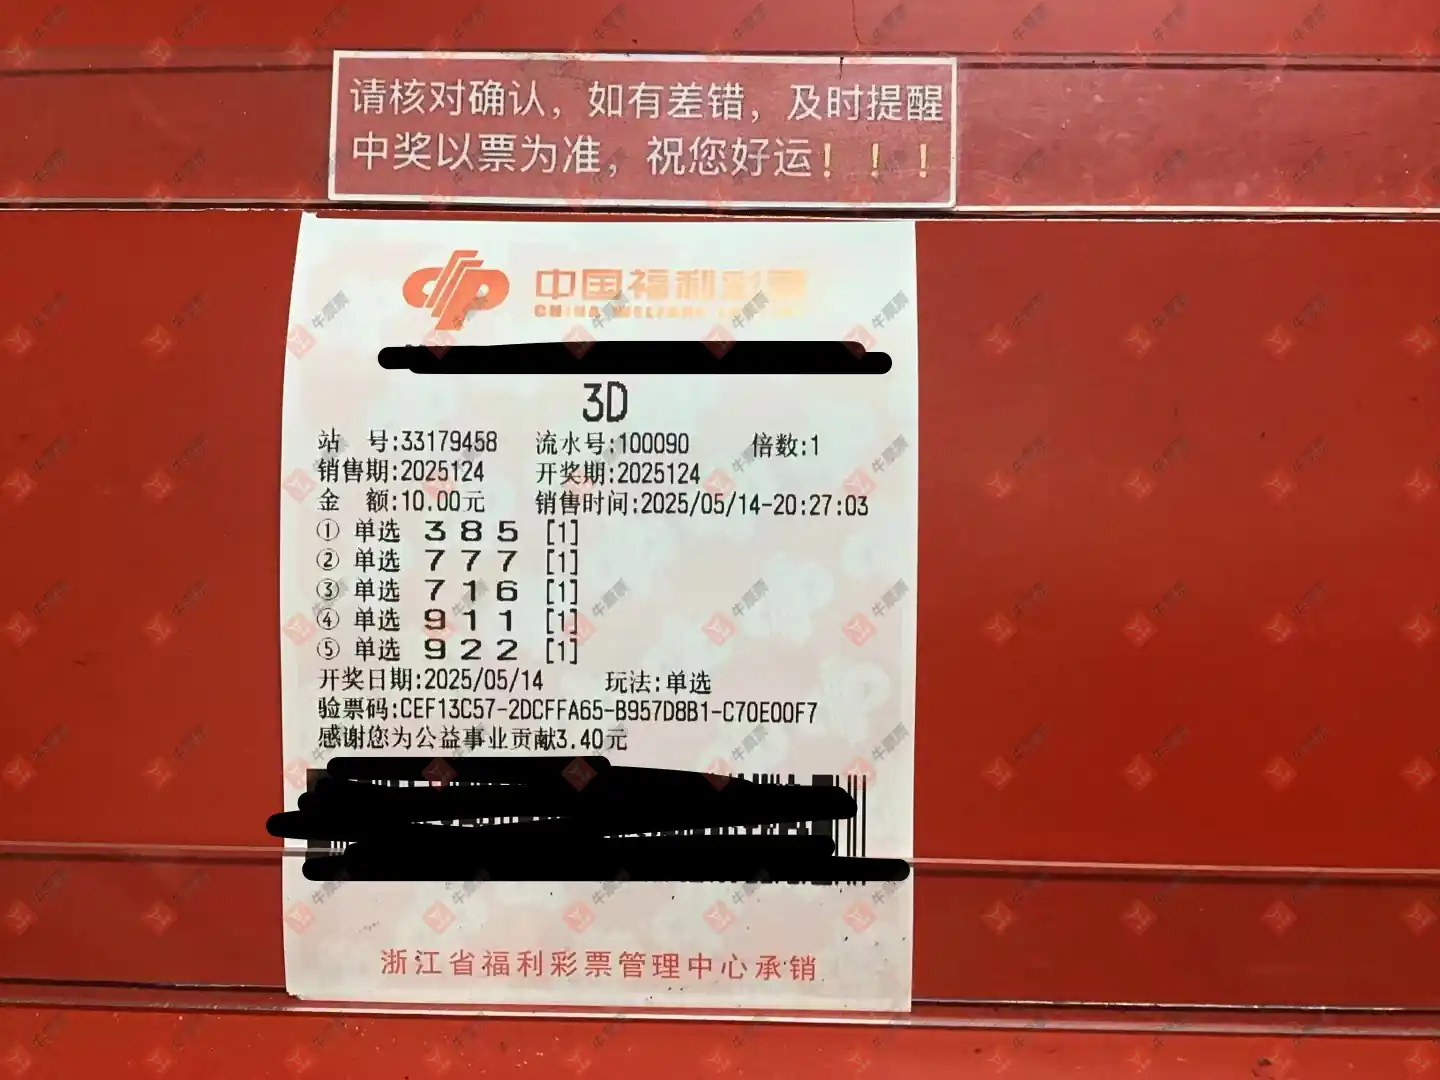 请核对确认，如有差错，及时提醒
中奖以票为准，祝您好运！！！
中国福利彩票
CHINA WELFARE LOTTERY
3D
站 号:33179458 流水号:100090 倍数:1
销售期:2025124 开奖期:2025124
金 额:10.00元 销售时间:2025/05/14-20:27:03
① 单选 3 8 5 [1]
② 单选 7 7 7 [1]
③ 单选 7 1 6 [1]
④ 单选 9 1 1 [1]
⑤ 单选 9 2 2 [1]
开奖日期:2025/05/14 玩法:单选
验票码:CEF13C57-2DCFFA65-B957D8B1-C70E00F7
感谢您为公益事业贡献3.40元
浙江省福利彩票管理中心承销
牛票票